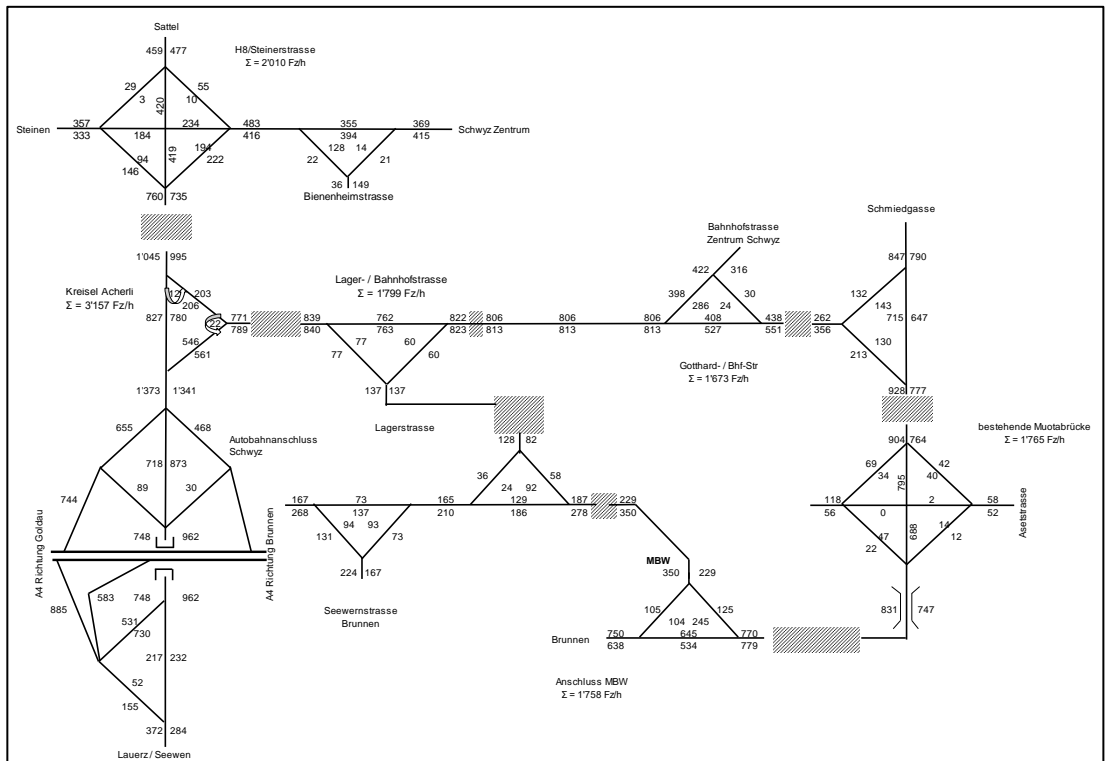 Sattel
459 477
H8/Steinerstrasse
Σ = 2'010 Fz/h
29 55
3 420 10
Steinen 357 234 483 355 369
333 184 416 394 415 Schwyz Zentrum
419 194 128 14
94 222 22 21
146
760 735 36 149
Bienenheimstrasse
Schmiedgasse
Bahnhofstrasse
Zentrum Schwyz
1'045 995
847 790
422 316
Lager- / Bahnhofstrasse
Σ = 1'799 Fz/h
Kreisel Acherli
Σ = 3'157 Fz/h
12 203
206
398 30
286 24
132
143
827 780 22 771 839 762 822 806 806 806 408 438 262 715 647
789 840 763 823 813 813 813 527 551 356
546
561
77 60
77 60
130
213
Gotthard- / Bhf-Str
Σ = 1'673 Fz/h
1'373 1'341
137 137
928 777
Lagerstrasse
655 468
Autobahnanschluss
Schwyz
bestehende Muotabrücke
Σ = 1'765 Fz/h
128 82
904 764
718 873
89 30
744
36 58
24 92
69 42
34 795 40
167 73 165 129 187 229
268 137 210 186 278 350
118 2 58
56 0 52
Asetstrasse
94 93
131 73
47 688 14
22 12
748 962
A4 Richtung Goldau
A4 Richtung Brunnen
224 167
Seewernstrasse
Brunnen
MBW
350 229
583 748 962
885
531
730
105 125
104 245
831 747
Brunnen 750 645 770
638 534 779
217 232
52
155
Anschluss MBW
Σ = 1'758 Fz/h
372 284
Lauerz / Seewen